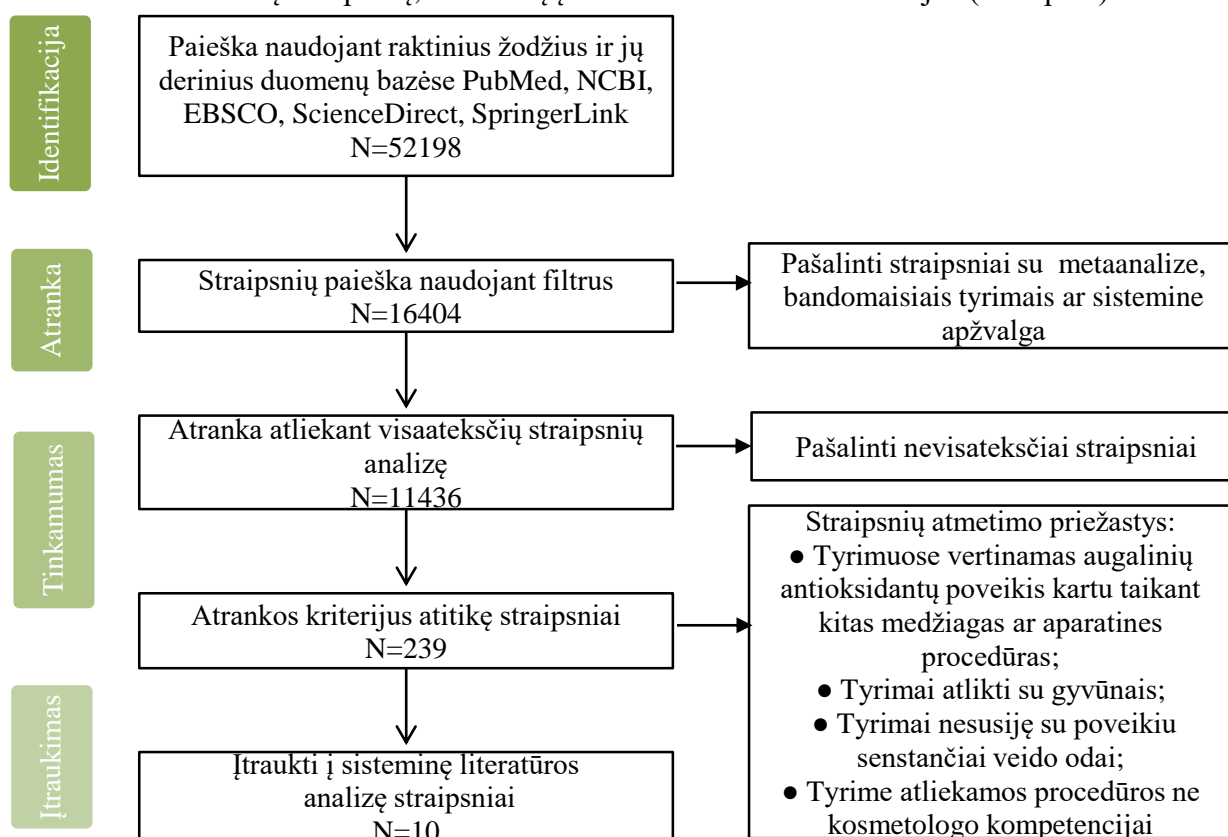 Identifikacija
Paieška naudojant raktinius žodžius ir jų
derinius duomenų bazėse PubMed, NCBI,
EBSCO, ScienceDirect, SpringerLink
N=52198
Atranka
Straipsnių paieška naudojant filtrus
N=16404
Pašalinti straipsniai su metaanalize,
bandomaisiais tyrimais ar sistemine
apžvalga
Tinkamumas
Atranka atliekant visaateksčių straipsnių
analizę
N=11436
Pašalinti nevisateksčiai straipsniai
Atrankos kriterijus atitikę straipsniai
N=239
Straipsnių atmetimo priežastys:
● Tyrimuose vertinamas augalinių
antioksidantų poveikis kartu taikant
kitas medžiagas ar aparatines
procedūras;
● Tyrimai atlikti su gyvūnais;
● Tyrimai nesusiję su poveikiu
senstančiai veido odai;
● Tyrime atliekamos procedūros ne
kosmetologo kompetencijai
Įtraukimas
Įtraukti į sisteminę literatūros
analizę straipsniai
N=10